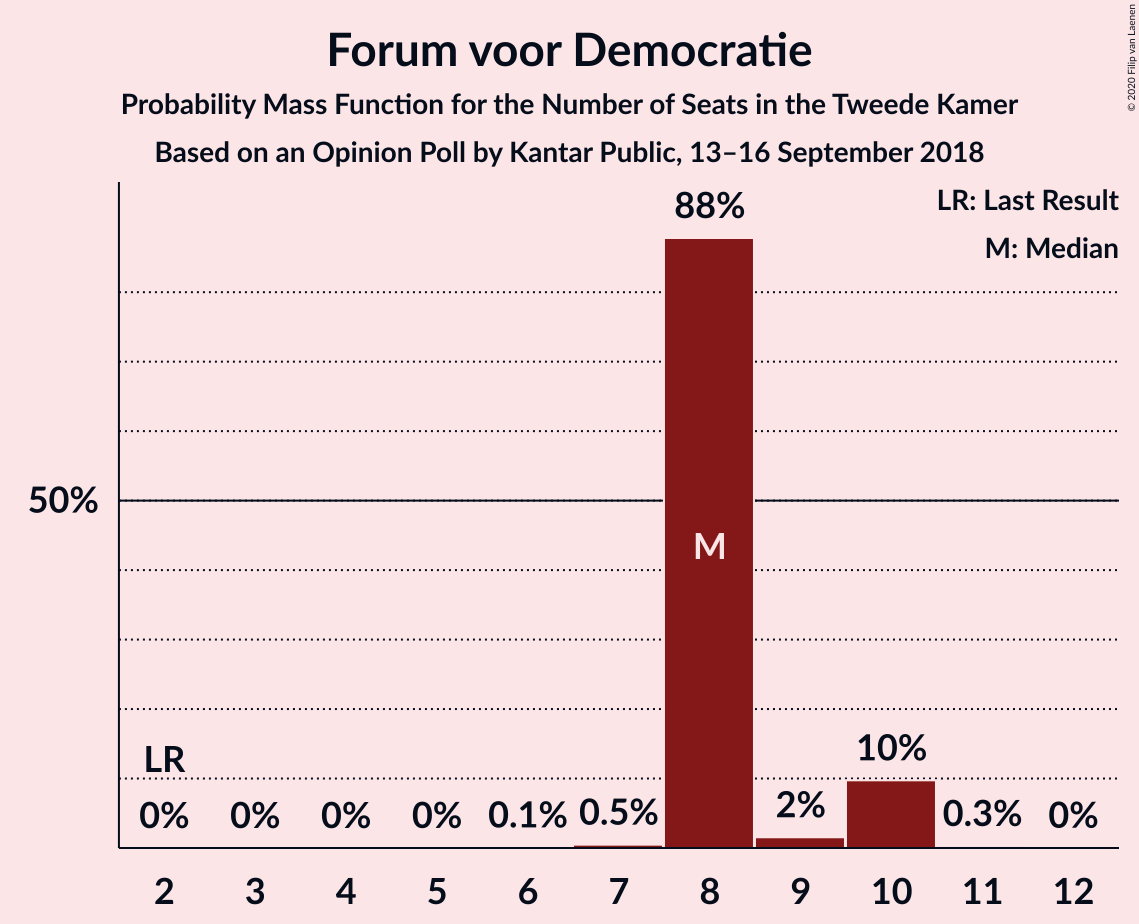 Forum voor Democratie
Probability Mass Function for the Number of Seats in the Tweede Kamer
Based on an Opinion Poll by Kantar Public, 13–16 September 2018
© 2020 Filip van Laenen
LR: Last Result
M: Median
88%
50%
M
LR
10%
0% 0% 0% 0% 0.1% 0.5% 2% 0.3% 0%
2 3 4 5 6 7 8 9 10 11 12